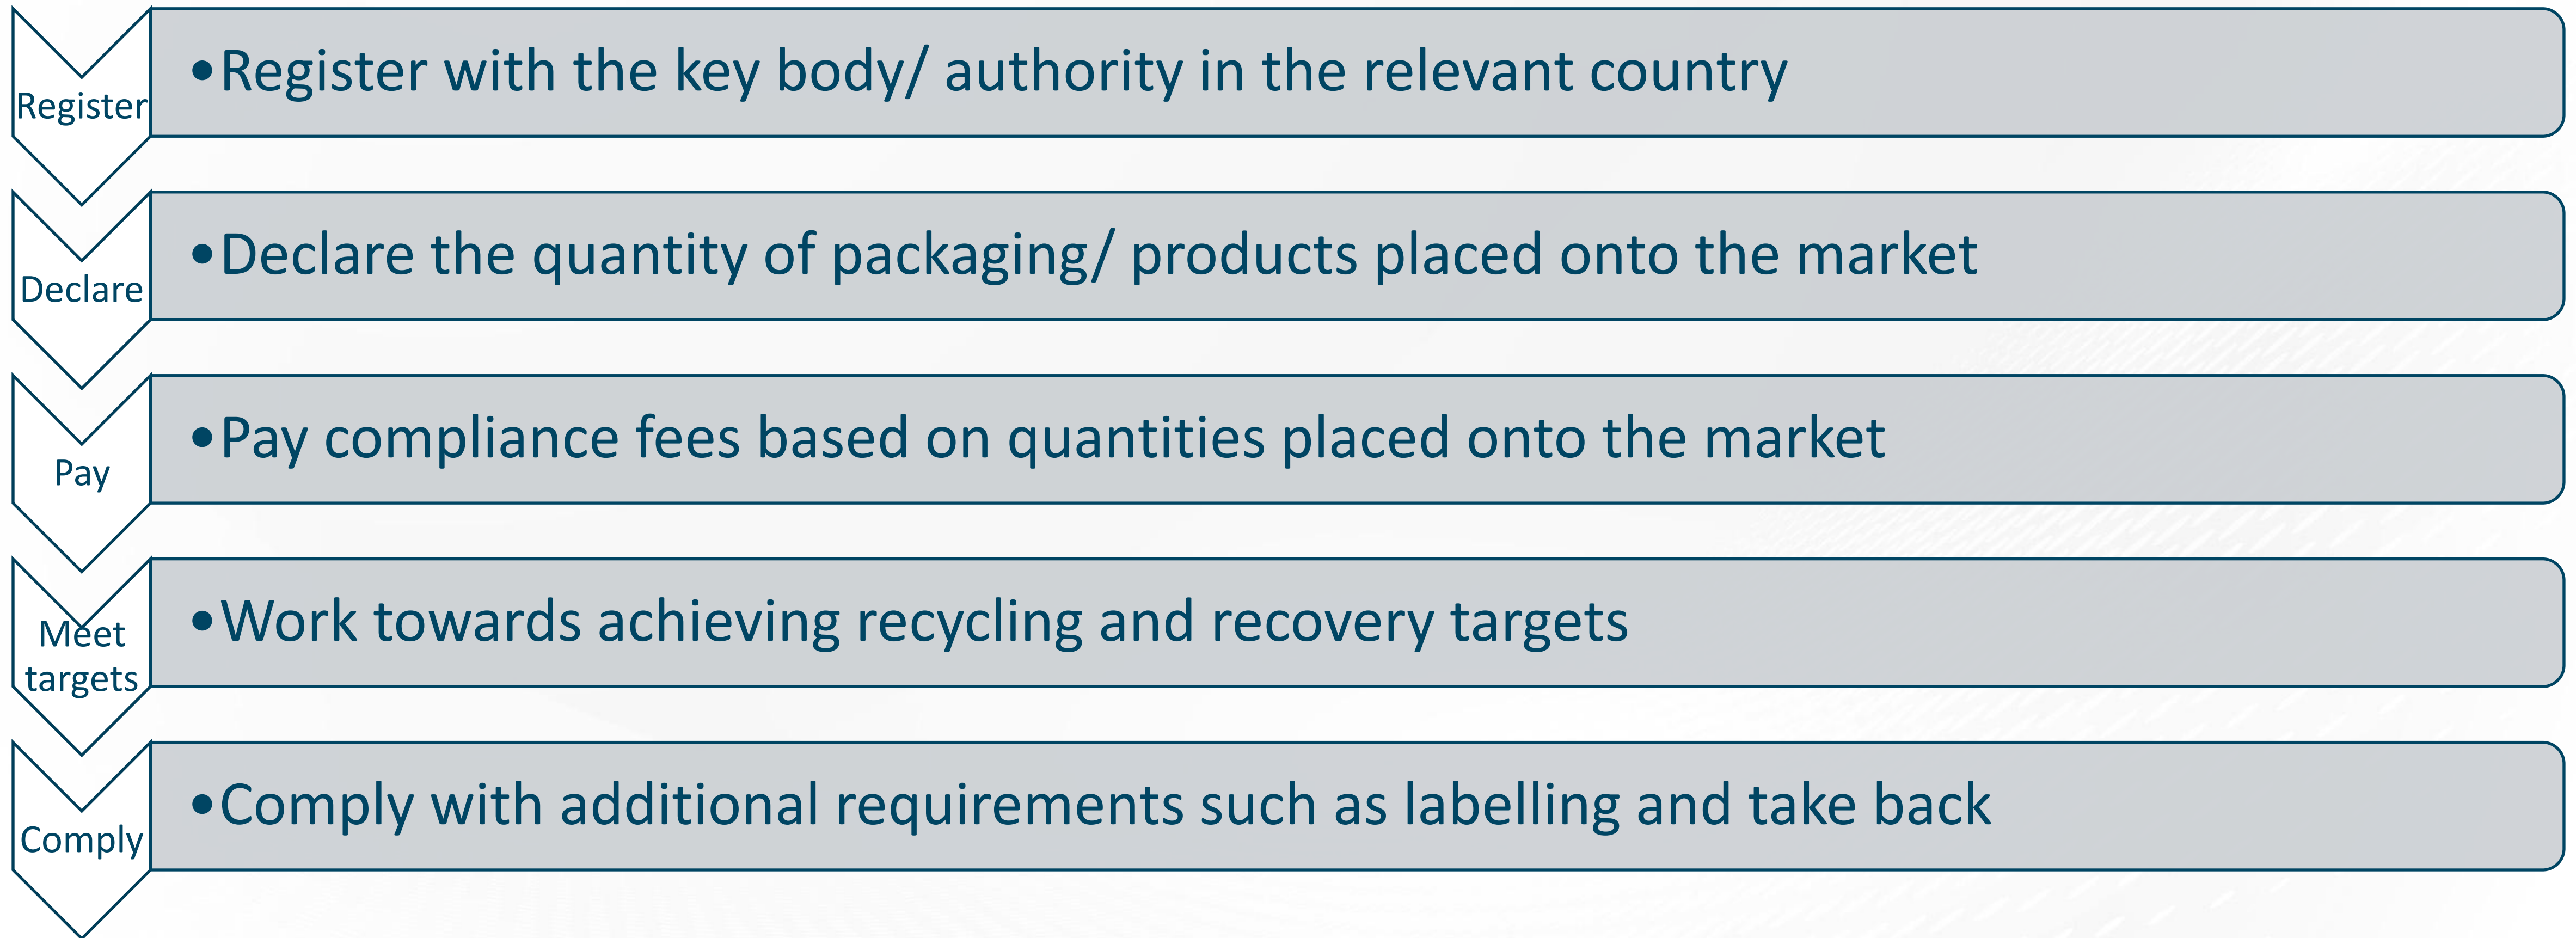 Register
•Register with the key body/ authority in the relevant country
Declare
•Declare the quantity of packaging/ products placed onto the market
Pay
•Pay compliance fees based on quantities placed onto the market
Meet
targets
•Work towards achieving recycling and recovery targets
Comply
•Comply with additional requirements such as labelling and take back